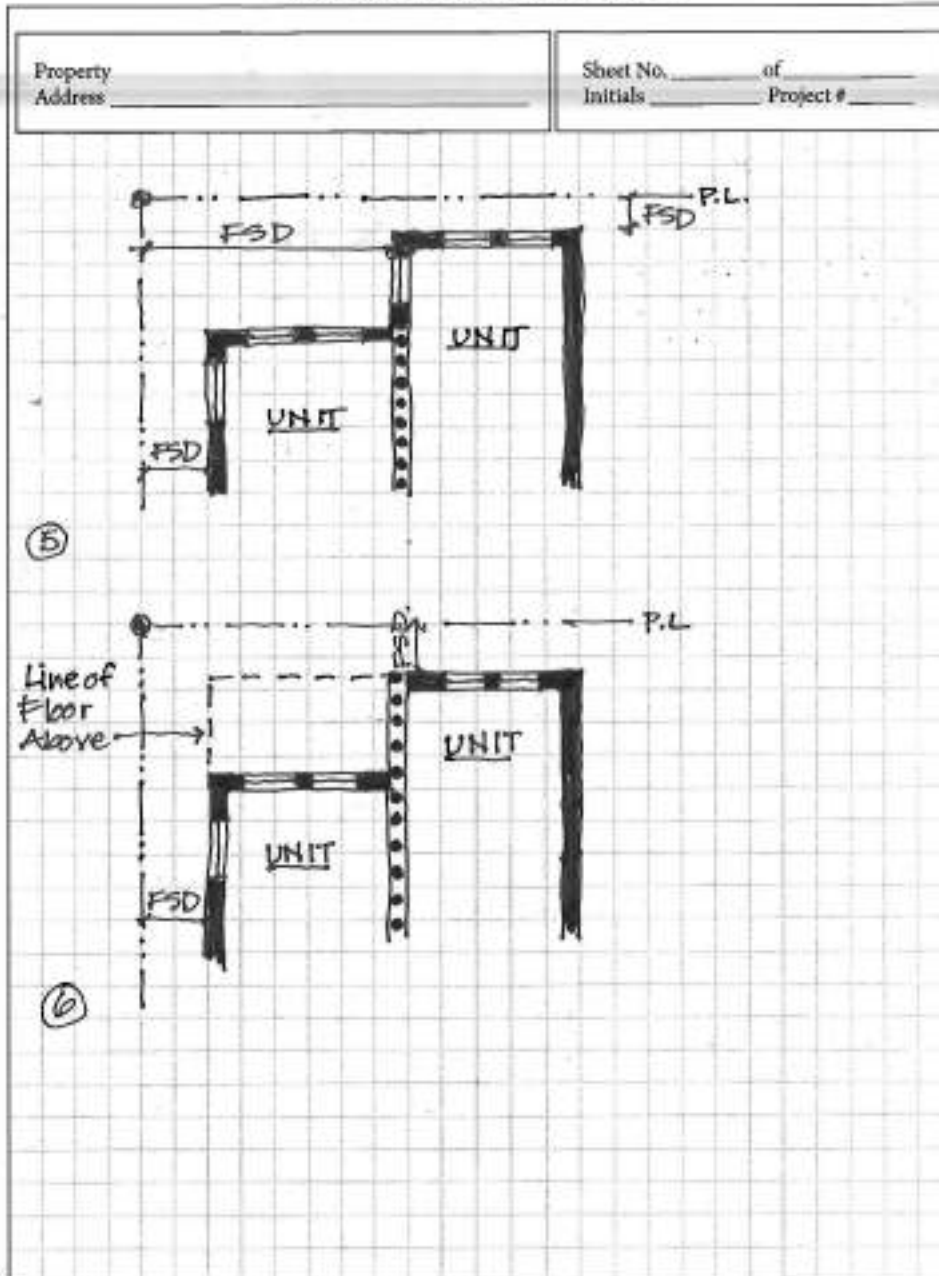 Property
Address
Sheet No. of
Initials Project #
P.L.
FSD
FSD
UNIT
UNIT
FSD
5
P.L
FSD.
Line of
Floor
Above
UNIT
UNIT
FSD
6